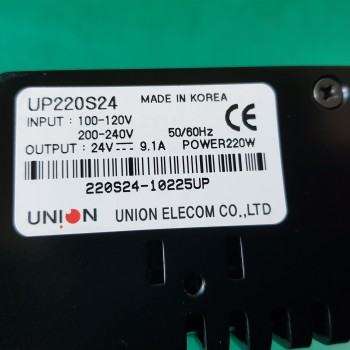 UP220S24 MADE IN KOREA
INPUT : 100-120V
200-240V 50/60Hz
OUTPUT : 24V⎓ 9.1A POWER220W
CE
220S24-10225UP
UNION UNION ELECOM CO.,LTD